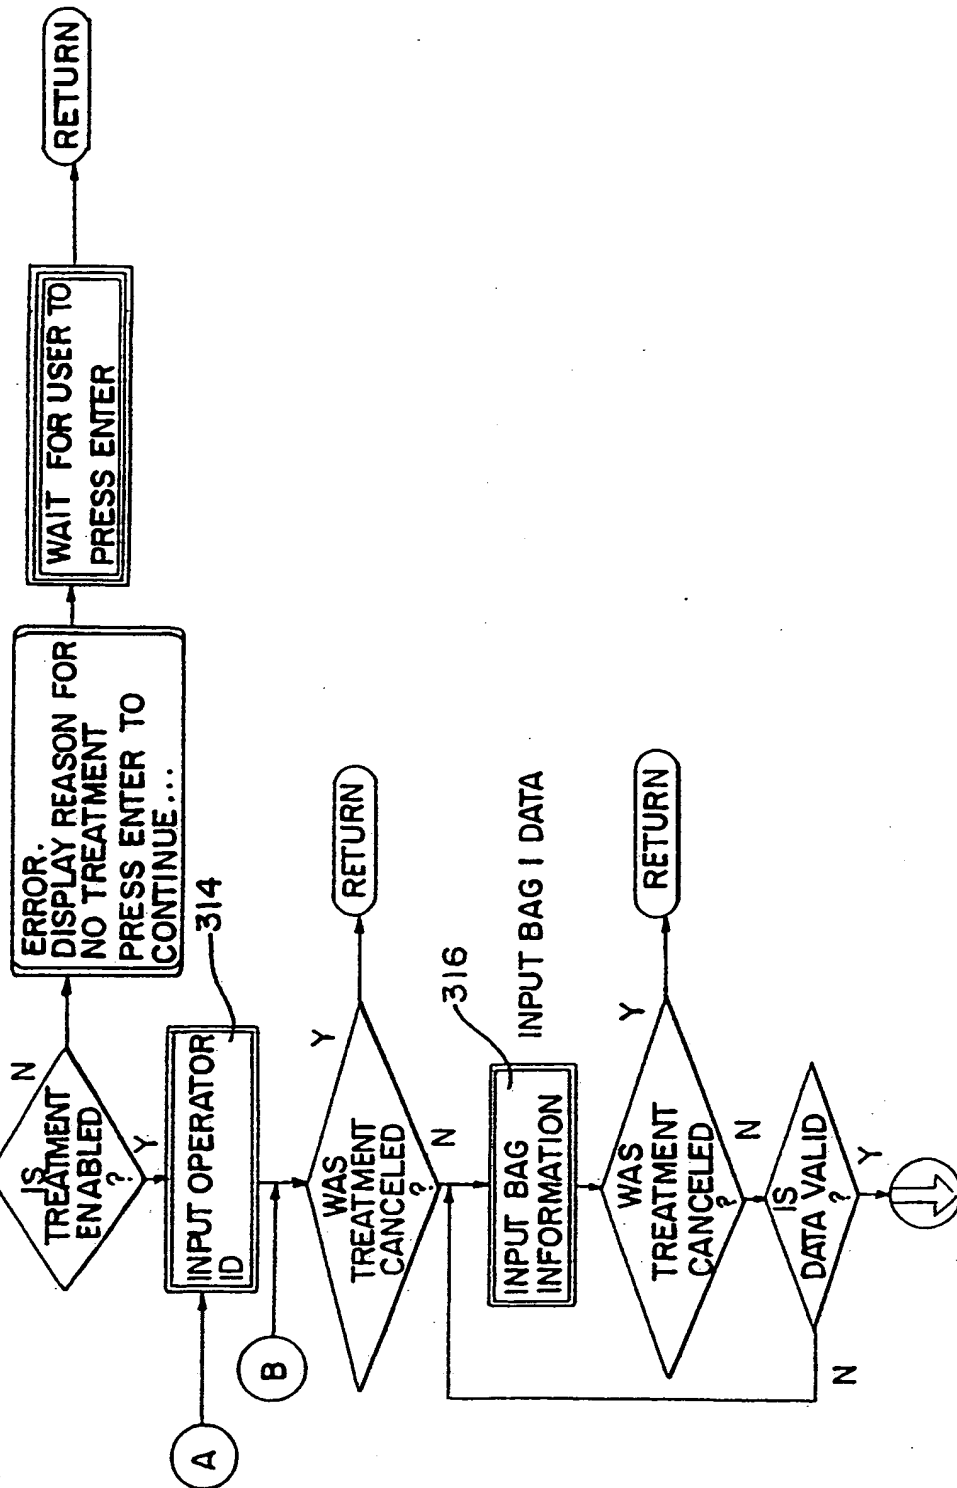 IS
TREATMENT
ENABLED
?
N
Y
ERROR.
DISPLAY REASON FOR
NO TREATMENT
PRESS ENTER TO
CONTINUE...
WAIT FOR USER TO
PRESS ENTER
RETURN
A
INPUT OPERATOR
ID
314
B
WAS
TREATMENT
CANCELED
?
Y
N
RETURN
INPUT BAG
INFORMATION
316
INPUT BAG 1 DATA
WAS
TREATMENT
CANCELED
?
Y
N
RETURN
IS
DATA VALID
?
N
Y